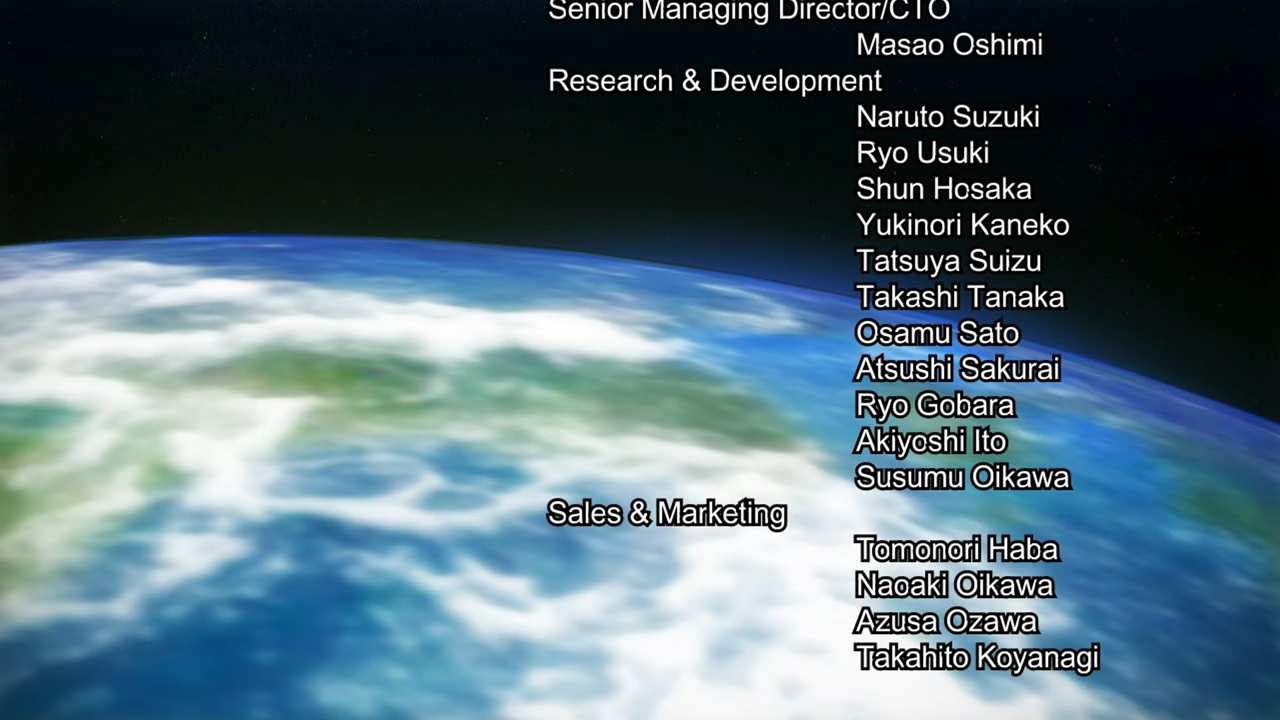 Senior Managing Director/CTO
Masao Oshimi
Research & Development
Naruto Suzuki
Ryo Usuki
Shun Hosaka
Yukinori Kaneko
Tatsuya Suizu
Takashi Tanaka
Osamu Sato
Atsushi Sakurai
Ryo Gobara
Akiyoshi Ito
Susumu Oikawa
Sales & Marketing
Tomonori Haba
Naoaki Oikawa
Azusa Ozawa
Takahito Koyanagi